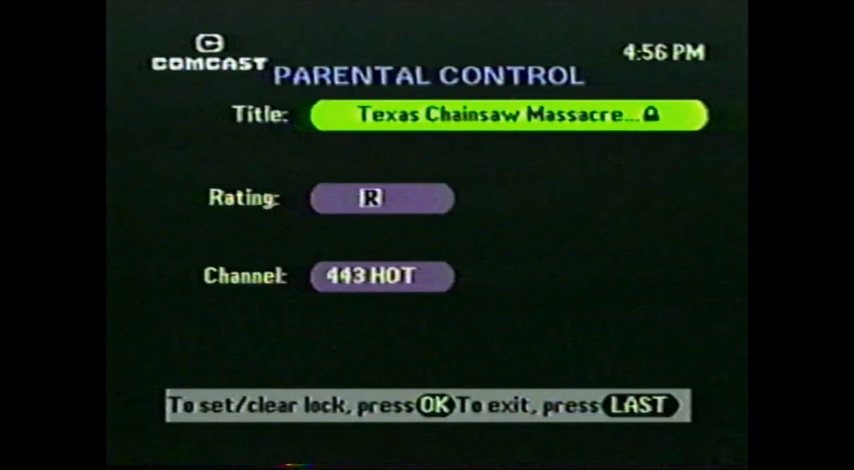 COMCAST
4:56 PM
PARENTAL CONTROL
Title: Texas Chainsaw Massacre...
Rating: R
Channel: 443 HOT
To set/clear lock, press OK To exit, press LAST